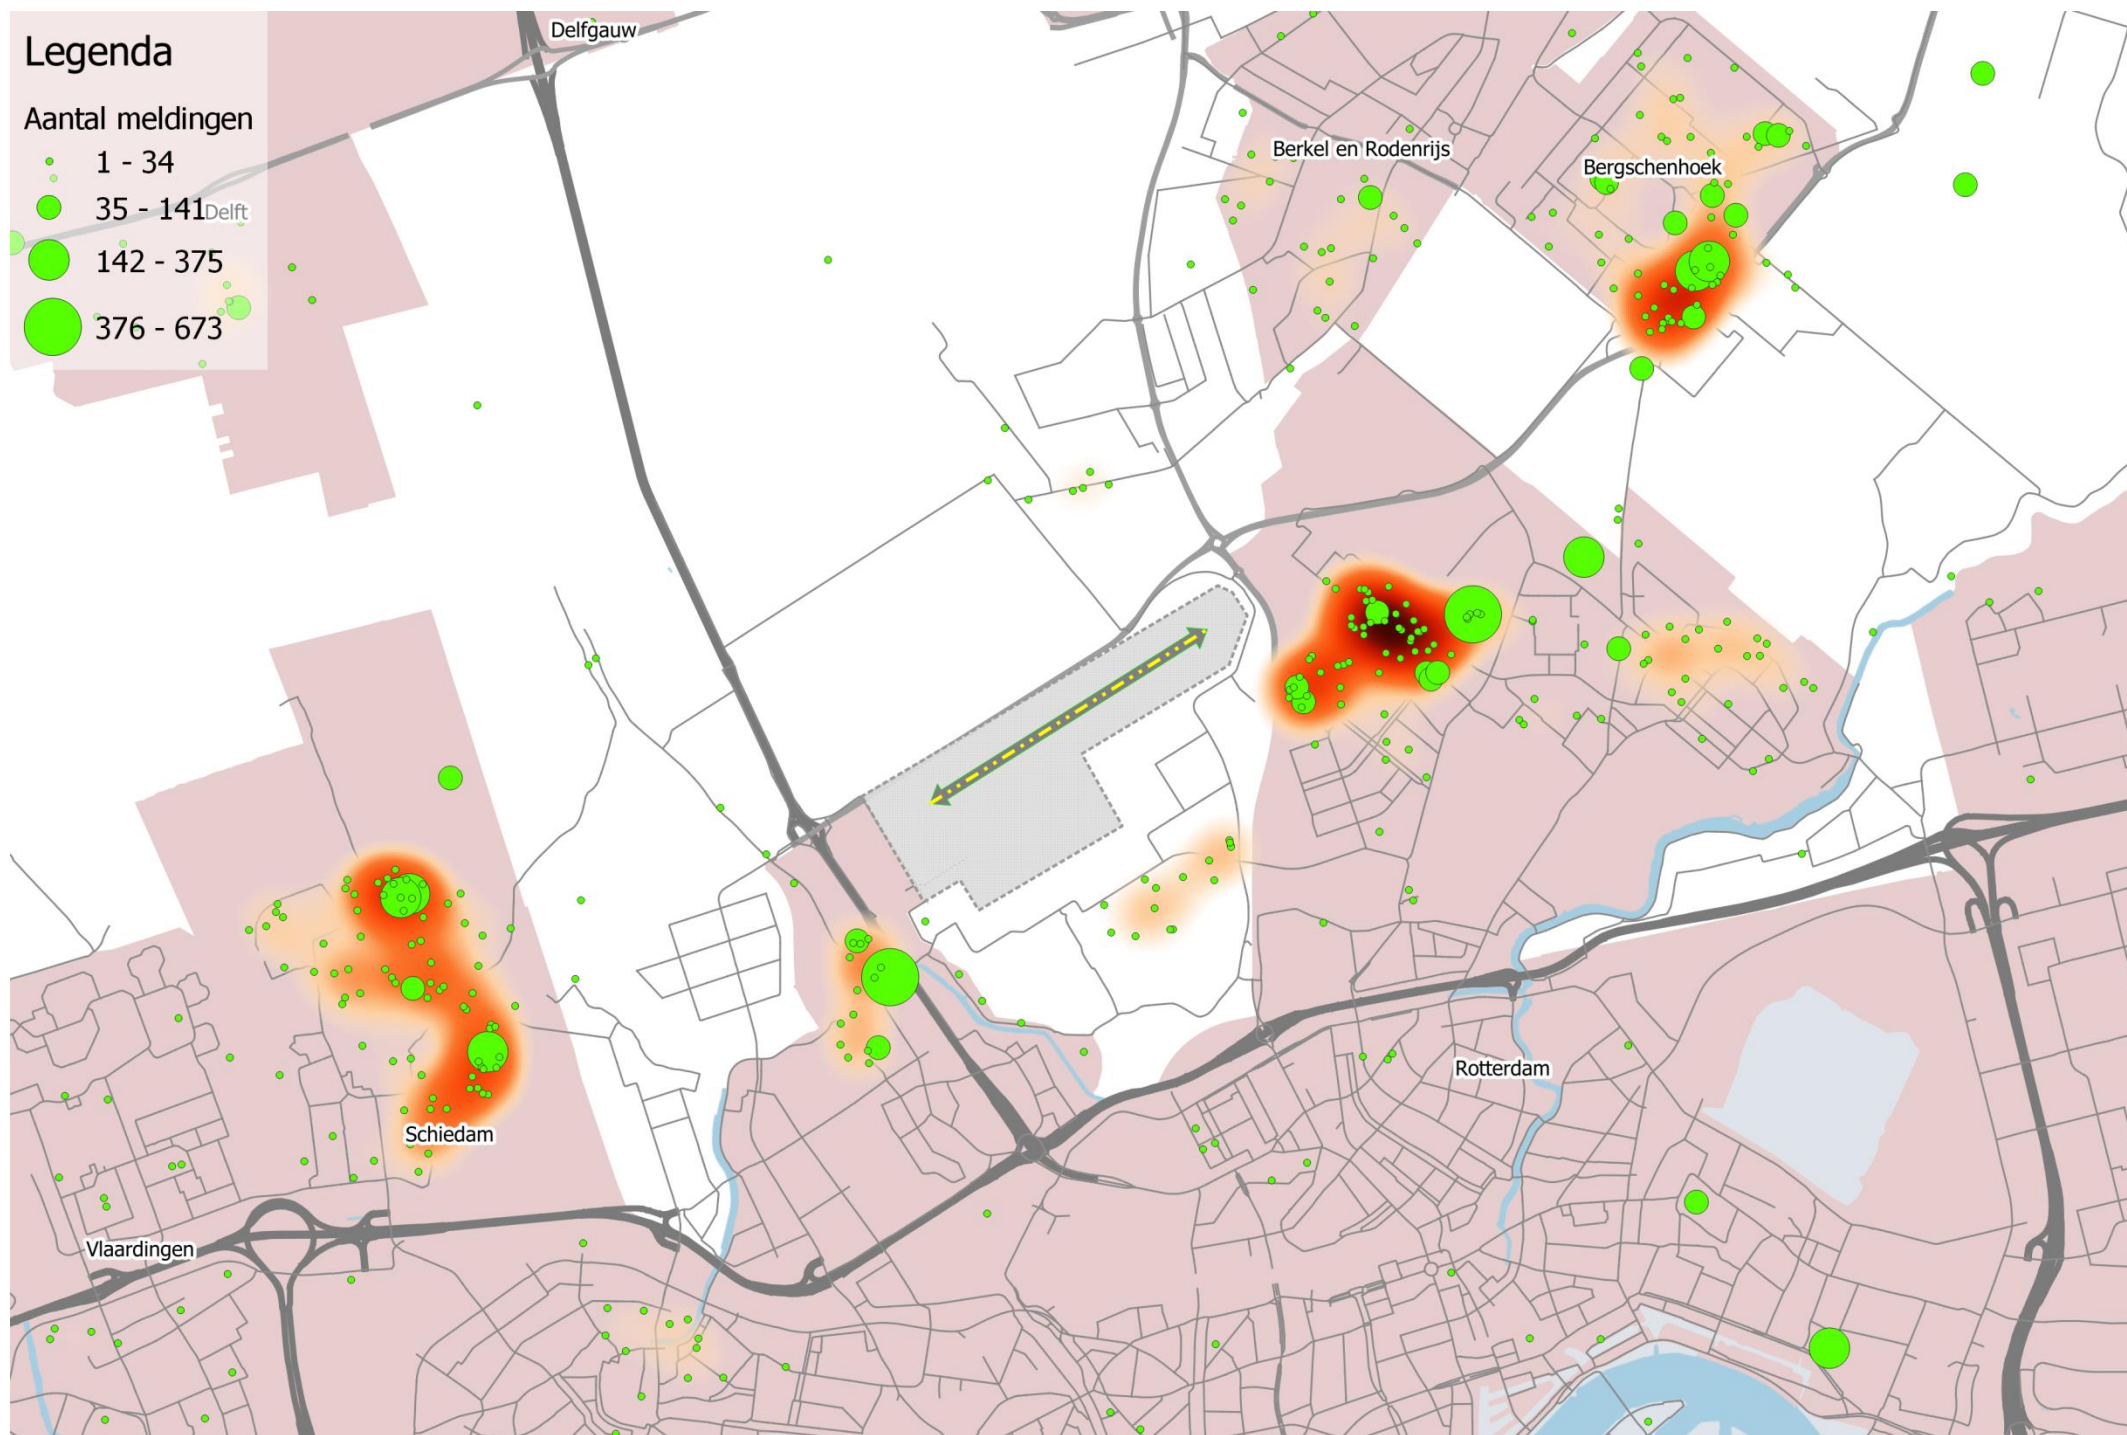 Legenda
Aantal meldingen
1 - 34
35 - 141
142 - 375
376 - 673
Delfgauw
Delft
Berkel en Rodenrijs
Bergschenhoek
Rotterdam
Schiedam
Vlaardingen